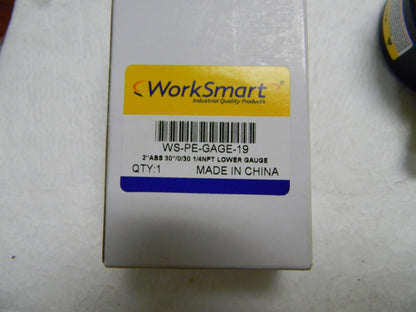 WorkSmart®
Industrial Quality Products
WS-PE-GAGE-19
2"ABS 30"/0/30 1/4NPT LOWER GAUGE
QTY:1 MADE IN CHINA